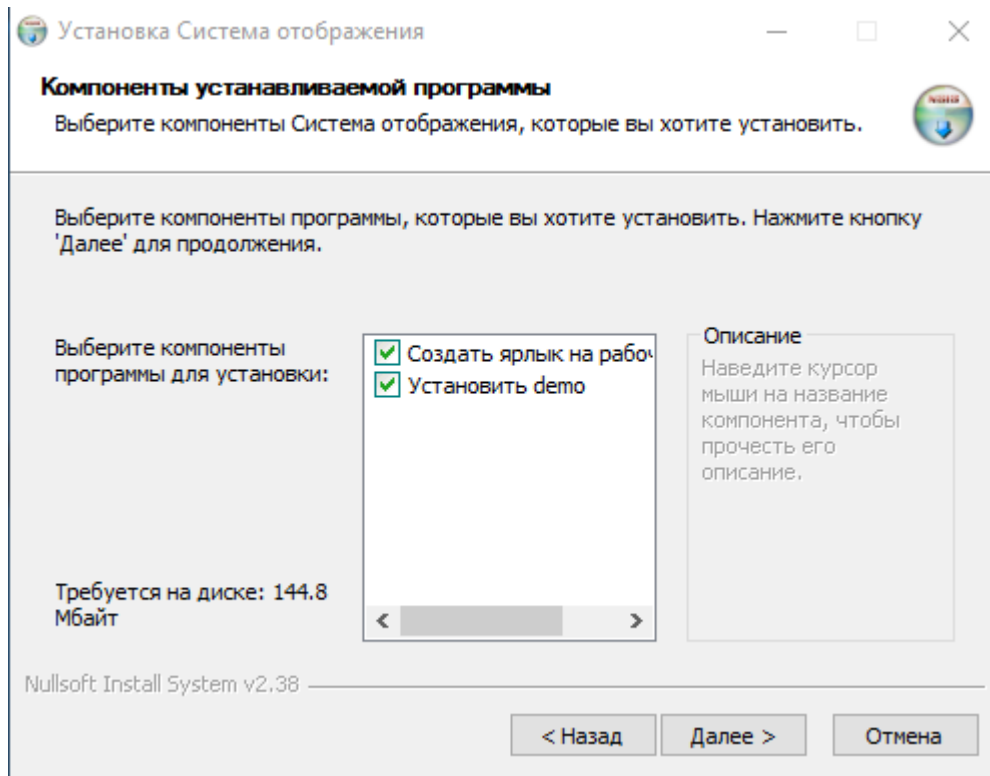 Установка Система отображения
Компоненты устанавливаемой программы
Выберите компоненты Система отображения, которые вы хотите установить.
Выберите компоненты программы, которые вы хотите установить. Нажмите кнопку
'Далее' для продолжения.
Выберите компоненты
программы для установки:
Создать ярлык на рабоч
Установить demo
Описание
Наведите курсор
мыши на название
компонента, чтобы
прочесть его
описание.
Требуется на диске: 144.8
Мбайт
Nullsoft Install System v2.38
< Назад
Далее >
Отмена